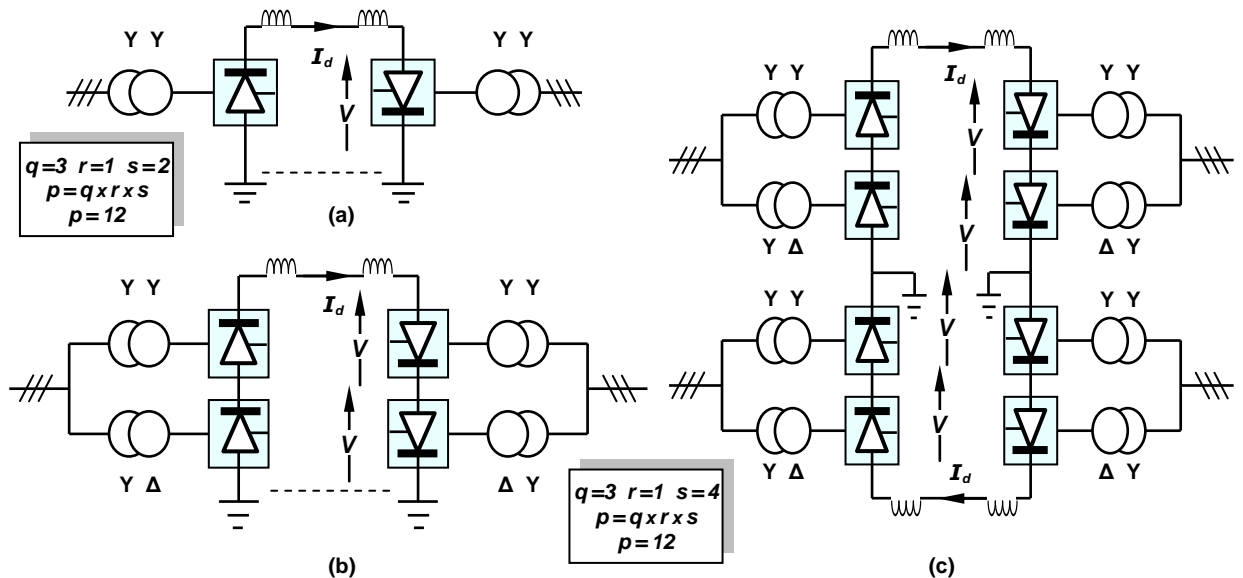 Y Y
Y Y
I_d
V
q=3 r=1 s=2
p=q x r x s
p=12
(a)
Y Y
Y Y
I_d
V
V
Y Δ
Δ Y
(b)
q=3 r=1 s=4
p=q x r x s
p=12
Y Y
Y Y
I_d
V
V
Y Δ
Δ Y
Y Y
Y Y
V
V
Y Δ
Δ Y
I_d
(c)